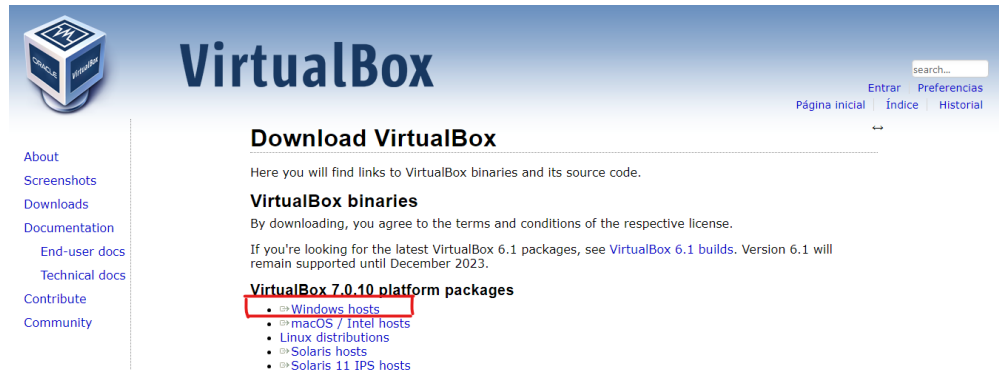 ORACLE
VirtualBox
VirtualBox
search...
Entrar Preferencias
Página inicial Índice Historial
About
Screenshots
Downloads
Documentation
End-user docs
Technical docs
Contribute
Community
Download VirtualBox
Here you will find links to VirtualBox binaries and its source code.
VirtualBox binaries
By downloading, you agree to the terms and conditions of the respective license.
If you're looking for the latest VirtualBox 6.1 packages, see VirtualBox 6.1 builds. Version 6.1 will
remain supported until December 2023.
VirtualBox 7.0.10 platform packages
Windows hosts
macOS / Intel hosts
Linux distributions
Solaris hosts
Solaris 11 IPS hosts